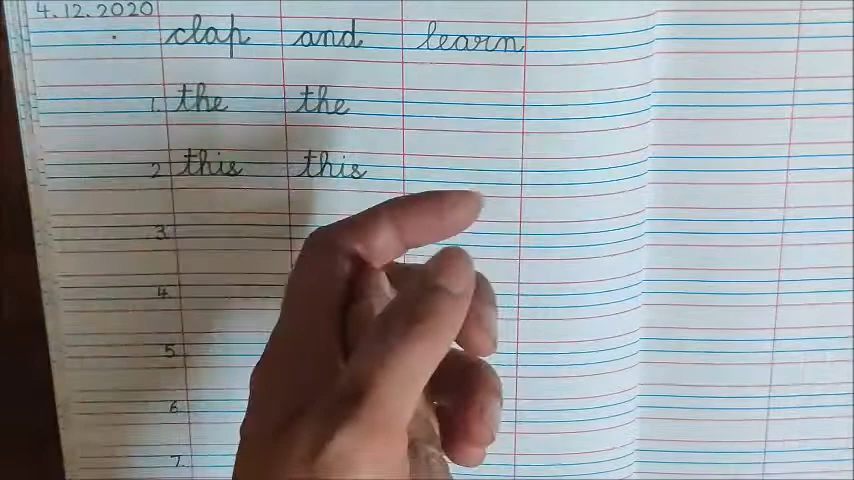 4.12.2020
clap and learn
1. the the
2 this this
3.
4.
5.
6.
7.